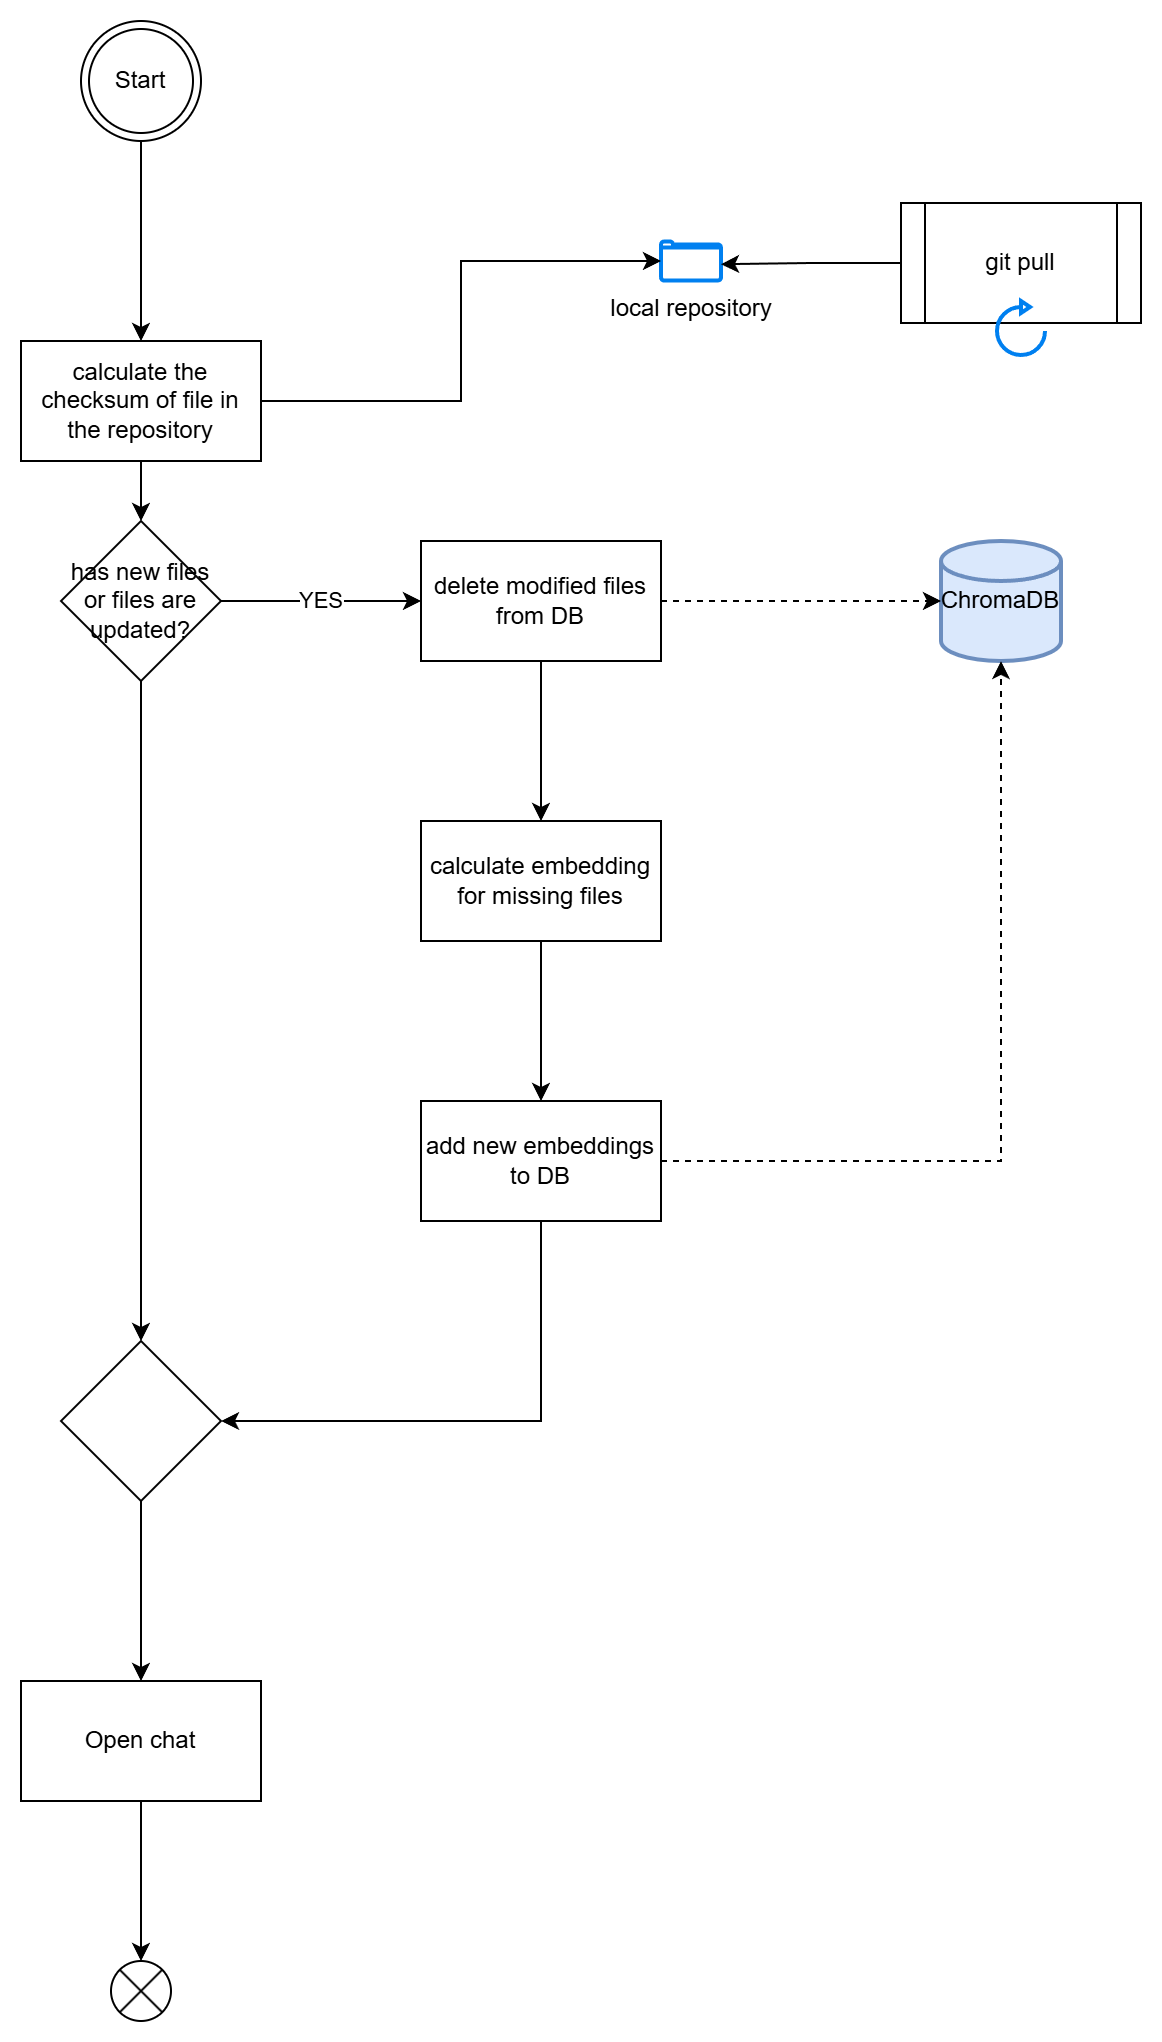 Start
git pull
local repository
calculate the
checksum of file in
the repository
has new files
or files are
updated?
YES
delete modified files
from DB
ChromaDB
calculate embedding
for missing files
add new embeddings
to DB
Open chat